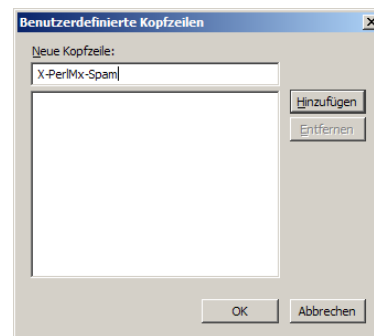 Benutzerdefinierte Kopfzeilen
Neue Kopfzeile:
X-PerlMx-Spam
Hinzufügen
Entfernen
OK
Abbrechen